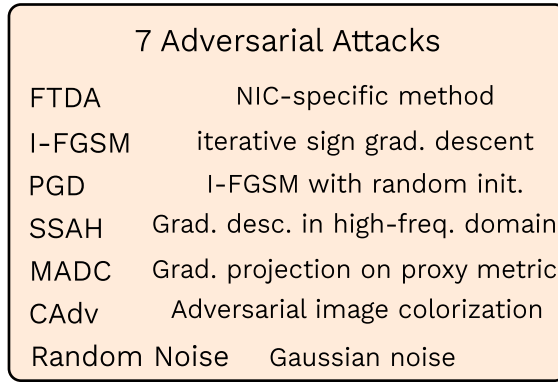 7 Adversarial Attacks
FTDA NIC-specific method
I-FGSM iterative sign grad. descent
PGD I-FGSM with random init.
SSAH Grad. desc. in high-freq. domain
MADC Grad. projection on proxy metric
CAdv Adversarial image colorization
Random Noise Gaussian noise